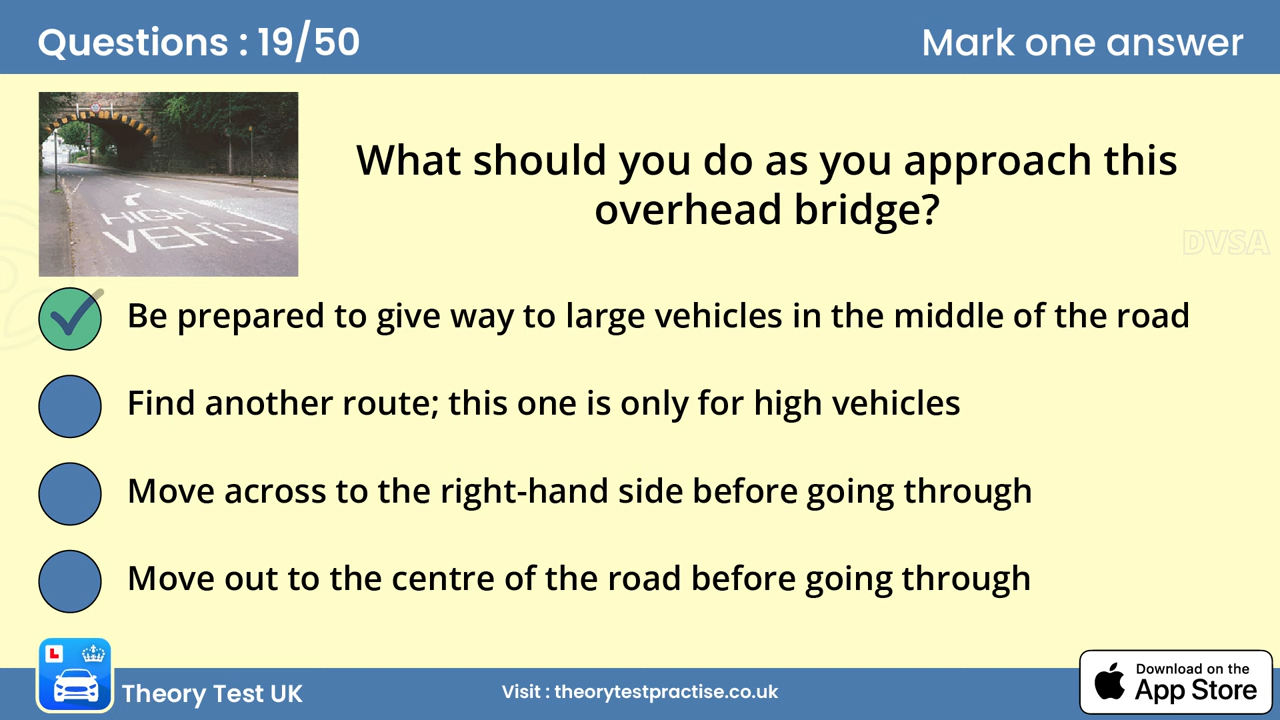 Questions : 19/50
Mark one answer
HIGH
VEHS
What should you do as you approach this
overhead bridge?
DVSA
Be prepared to give way to large vehicles in the middle of the road
Find another route; this one is only for high vehicles
Move across to the right-hand side before going through
Move out to the centre of the road before going through
L
Theory Test UK
Visit : theorytestpractise.co.uk
Download on the
App Store